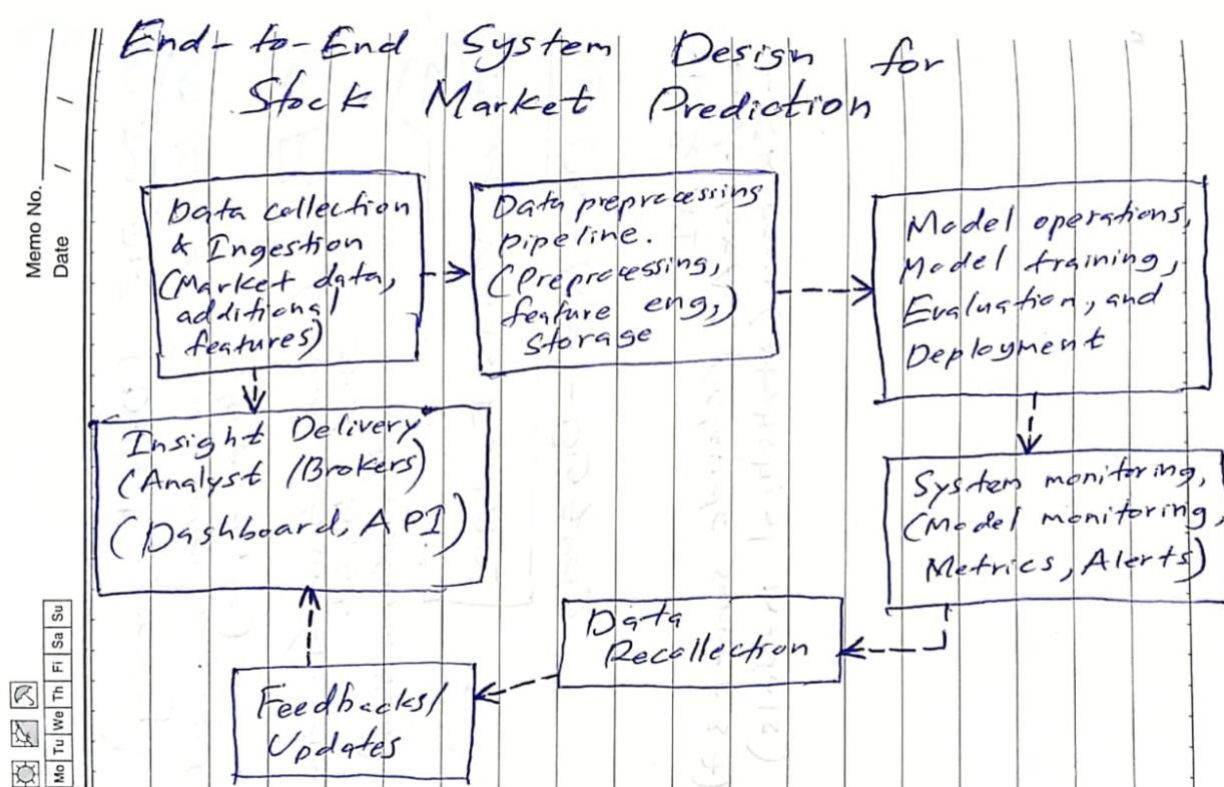 End-to-End System Design for
Stock Market Prediction
Memo No.
Date / /
Data collection
& Ingestion
(Market data,
additional
features)
Data preprocessing
pipeline.
(Preprocessing,
feature eng,)
Storage
Model operations,
Model training,
Evaluation, and
Deployment
Insight Delivery
(Analyst /Brokers)
(Dashboard, API)
System monitoring,
(Model monitoring,
Metrics, Alerts)
Data
Recollection
Feedbacks/
Updates
Mo Tu We Th Fi Sa Su